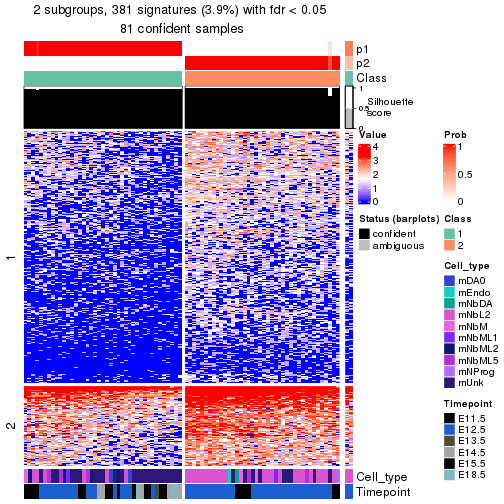 2 subgroups, 381 signatures (3.9%) with fdr < 0.05
81 confident samples
p1
p2
Class
1
0.5
0
Silhouette
score
1
2
Cell_type
Timepoint
Value
4
3
2
1
0
Prob
1
0.5
0
Status (barplots)
confident
ambiguous
Class
1
2
Cell_type
mDA0
mEndo
mNbDA
mNbL2
mNbM
mNbML1
mNbML2
mNbML5
mNProg
mUnk
Timepoint
E11.5
E12.5
E13.5
E14.5
E15.5
E18.5